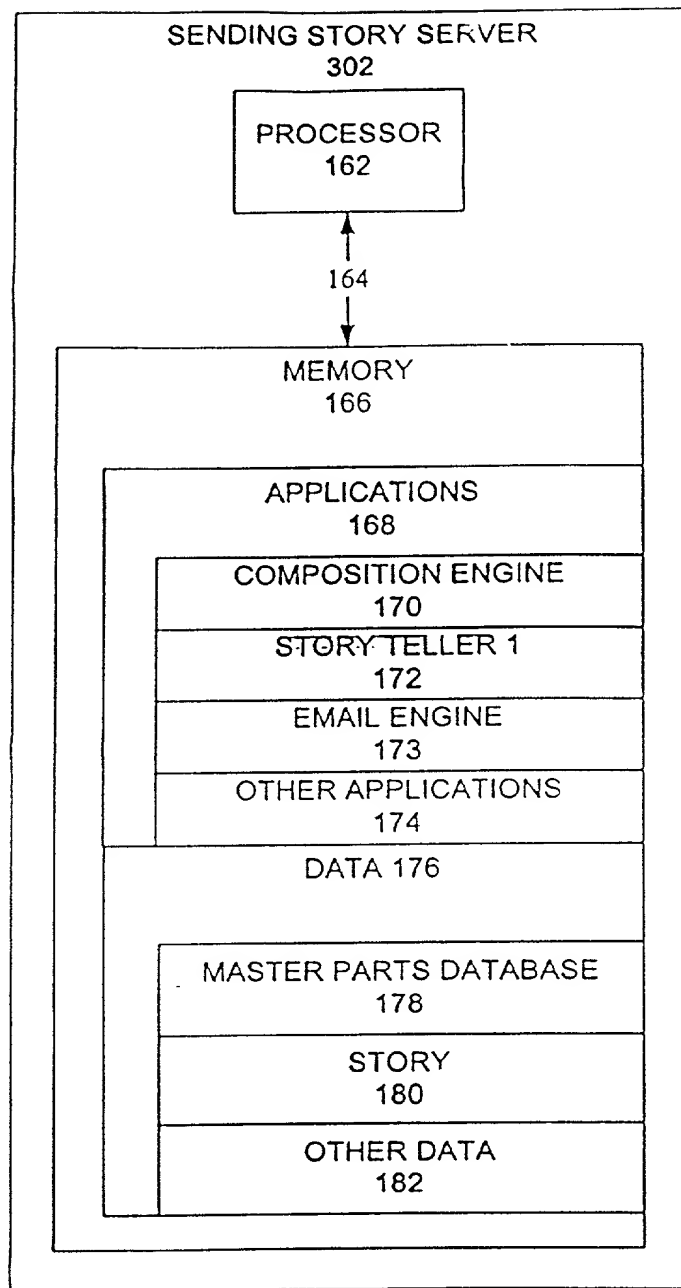 SENDING STORY SERVER
302
PROCESSOR
162
164
MEMORY
166
APPLICATIONS
168
COMPOSITION ENGINE
170
STORY TELLER 1
172
EMAIL ENGINE
173
OTHER APPLICATIONS
174
DATA 176
MASTER PARTS DATABASE
178
STORY
180
OTHER DATA
182